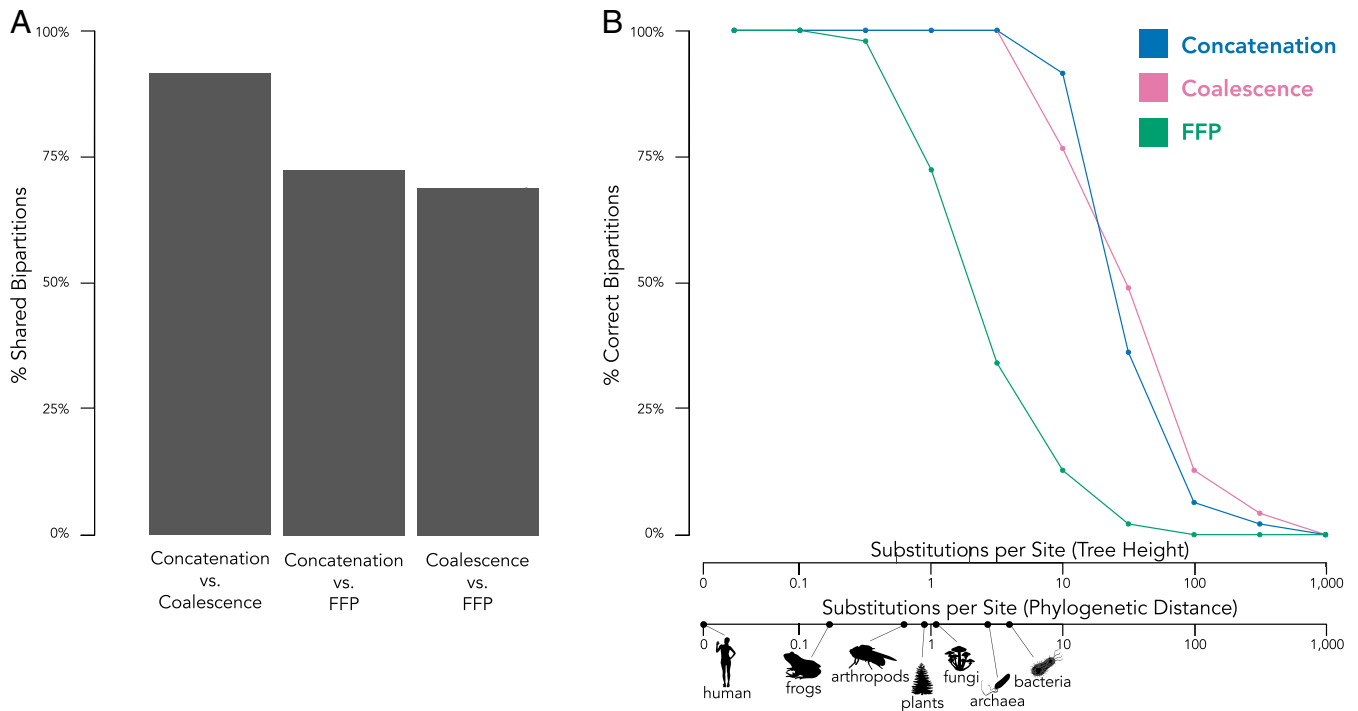 A
% Shared Bipartitions
100%
75%
50%
25%
0%
Concatenation
vs.
Coalescence
Concatenation
vs.
FFP
Coalescence
vs.
FFP
B
% Correct Bipartitions
100%
75%
50%
25%
0%
Concatenation
Coalescence
FFP
Substitutions per Site (Tree Height)
0 0.1 1 10 100 1,000
Substitutions per Site (Phylogenetic Distance)
0 0.1 1 10 100 1,000
human
frogs
arthropods
plants
fungi
archaea
bacteria